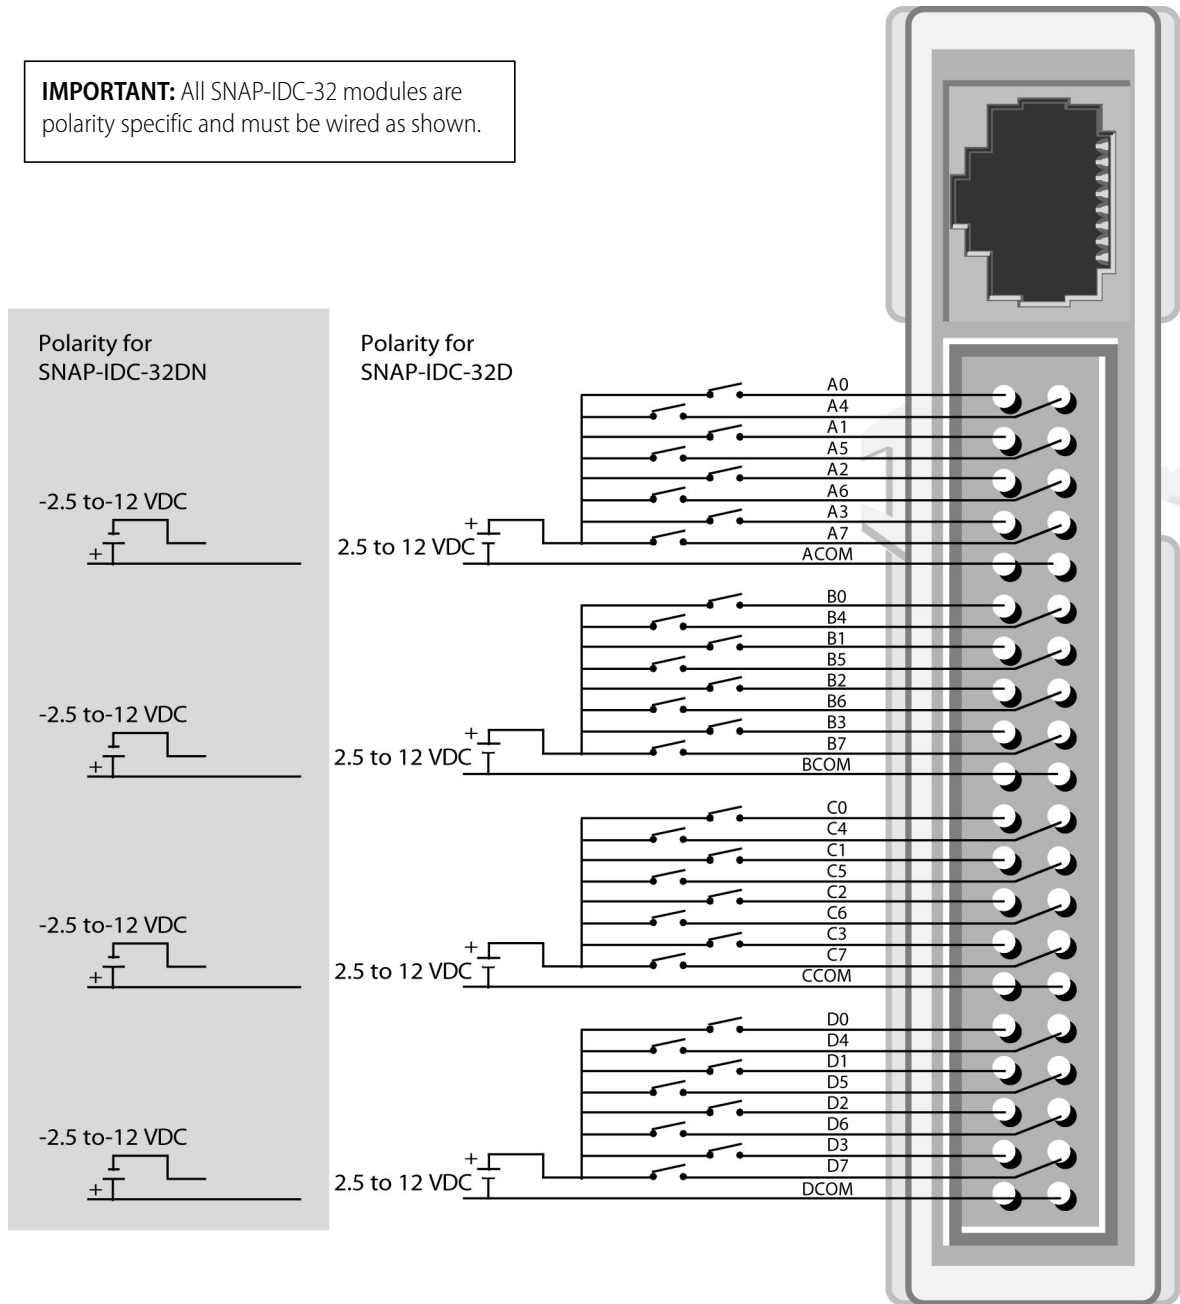 IMPORTANT: All SNAP-IDC-32 modules are
polarity specific and must be wired as shown.
Polarity for
SNAP-IDC-32DN
Polarity for
SNAP-IDC-32D
A0
A4
A1
A5
A2
A6
A3
A7
ACOM
-2.5 to-12 VDC
+
+
2.5 to 12 VDC
B0
B4
B1
B5
B2
B6
B3
B7
BCOM
-2.5 to-12 VDC
+
+
2.5 to 12 VDC
C0
C4
C1
C5
C2
C6
C3
C7
CCOM
-2.5 to-12 VDC
+
+
2.5 to 12 VDC
D0
D4
D1
D5
D2
D6
D3
D7
DCOM
-2.5 to-12 VDC
+
+
2.5 to 12 VDC